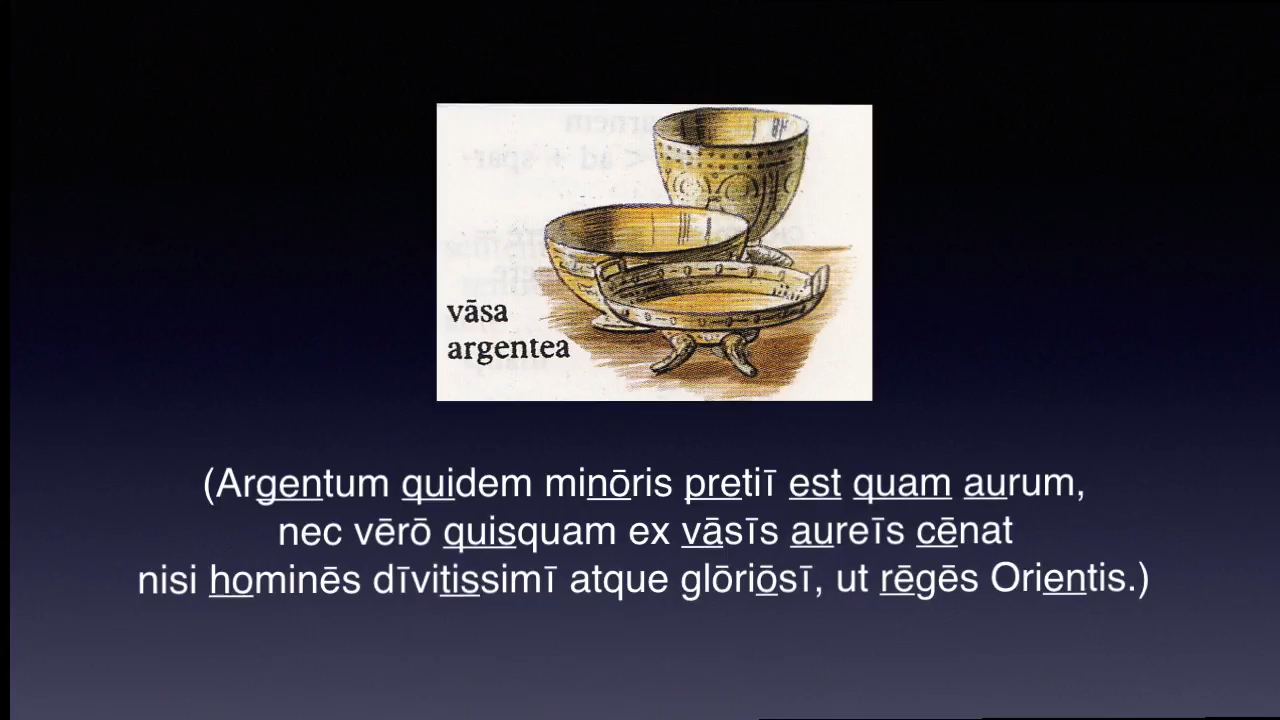 vāsa
argentea
(Argentum quidem minōris pretiī est quam aurum,
nec vērō quisquam ex vāsīs aureīs cēnat
nisi hominēs dīvitissimī atque glōriōsī, ut rēgēs Orientis.)